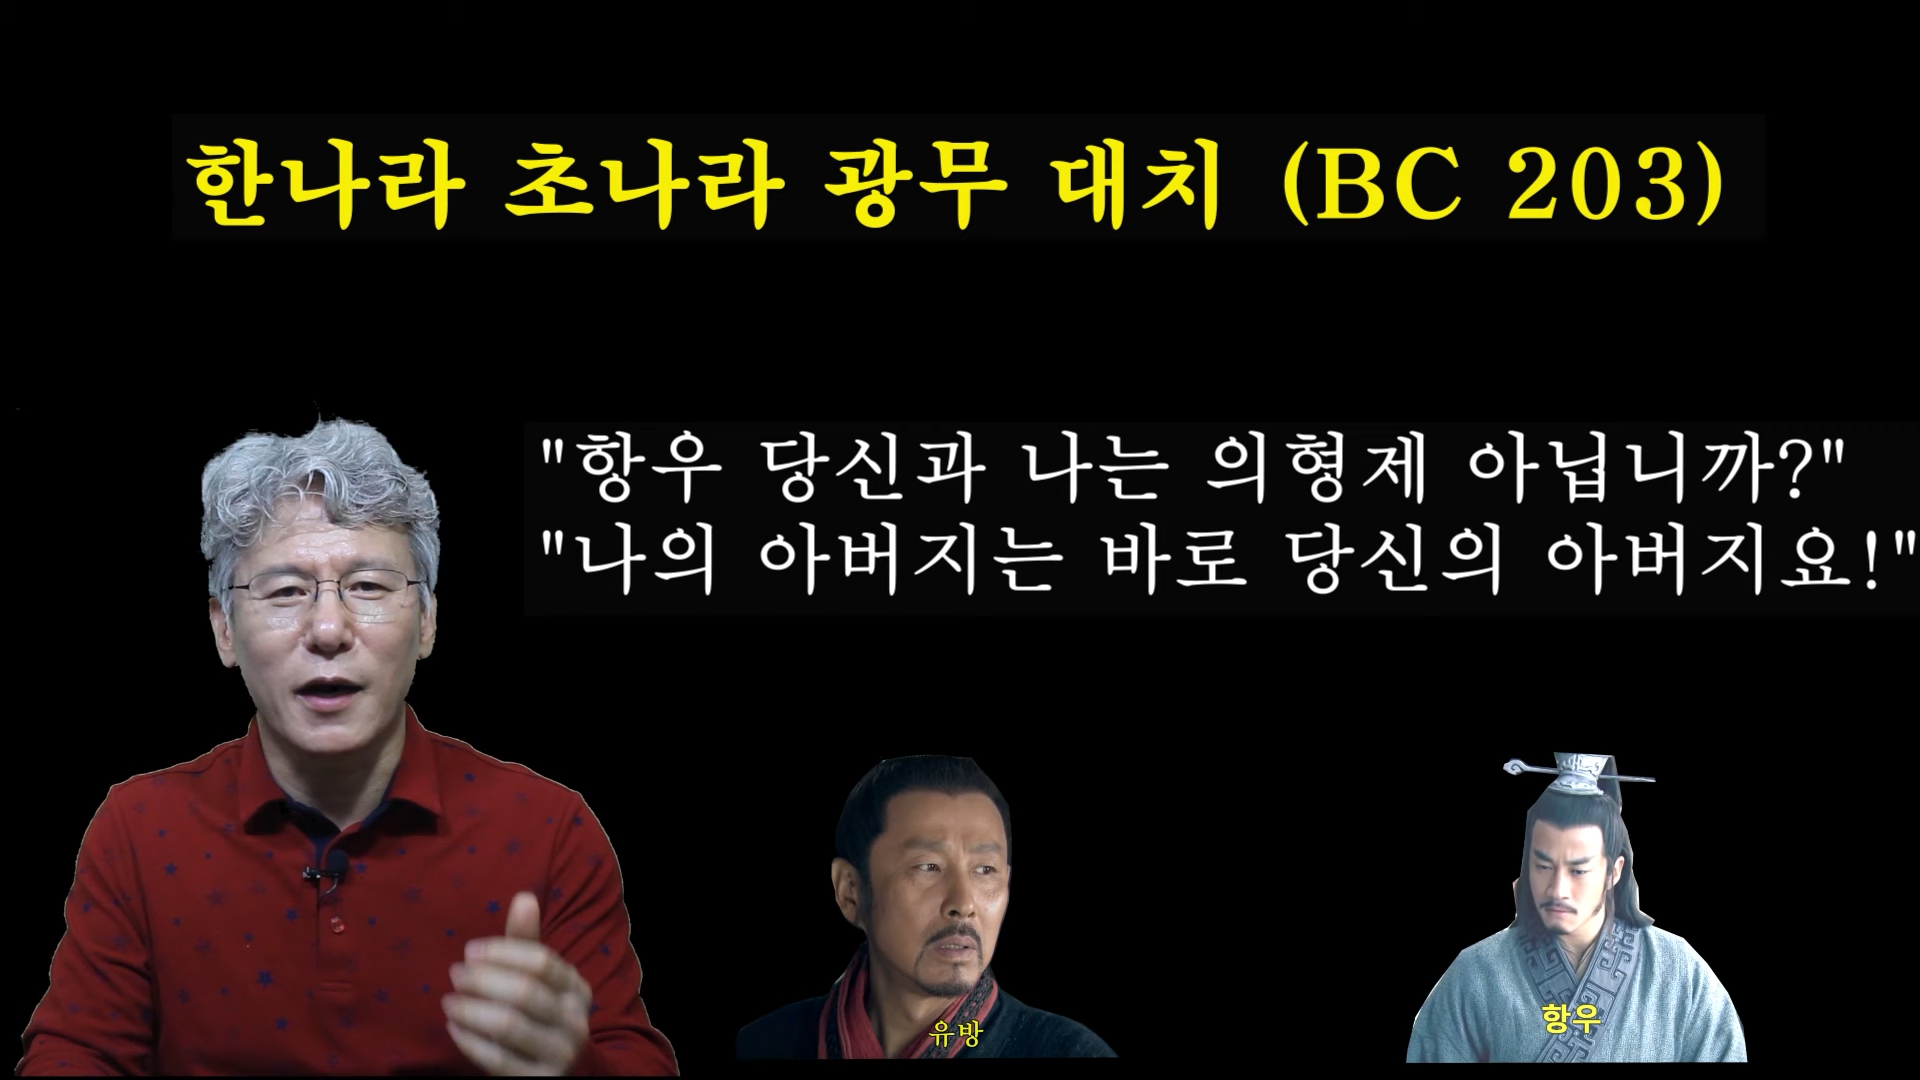 한나라 초나라 광무 대치 (BC 203)
"항우 당신과 나는 의형제 아닙니까?"
"나의 아버지는 바로 당신의 아버지요!"
유방
항우